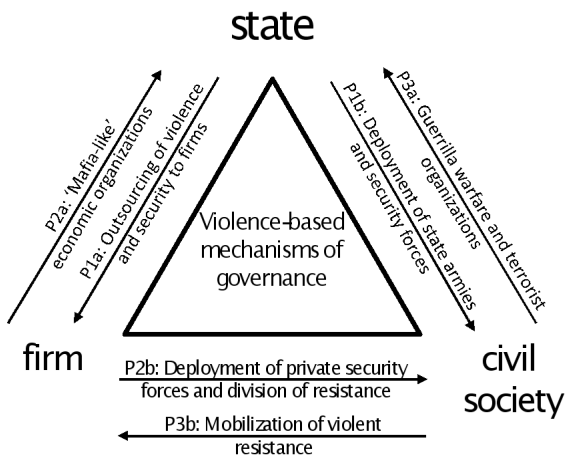 state
P2a: ‘Mafia-like’
economic organizations
P1a: Outsourcing of violence
and security to firms
P1b: Deployment of state armies
and security forces
P3a: Guerrilla warfare and terrorist
organizations
Violence-based
mechanisms of
governance
firm
P2b: Deployment of private security
forces and division of resistance
civil
society
P3b: Mobilization of violent
resistance